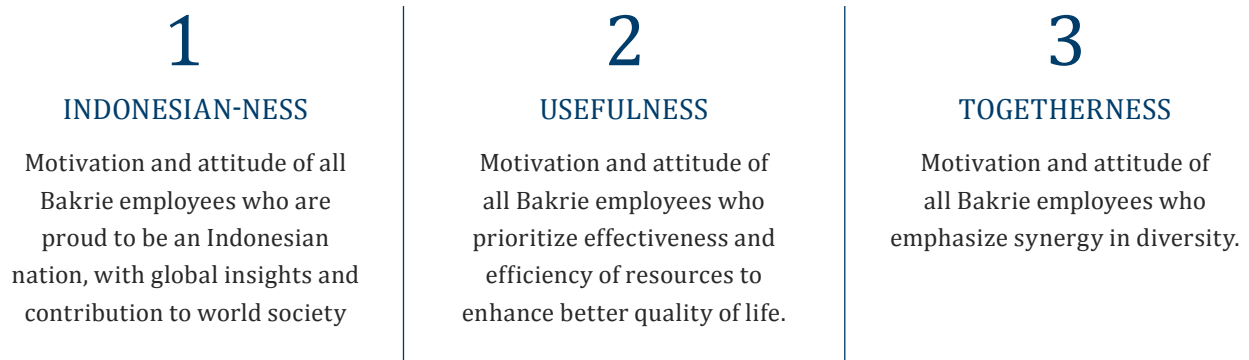 1
INDONESIAN-NESS
Motivation and attitude of all
Bakrie employees who are
proud to be an Indonesian
nation, with global insights and
contribution to world society
2
USEFULNESS
Motivation and attitude of
all Bakrie employees who
prioritize effectiveness and
efficiency of resources to
enhance better quality of life.
3
TOGETHERNESS
Motivation and attitude of
all Bakrie employees who
emphasize synergy in diversity.